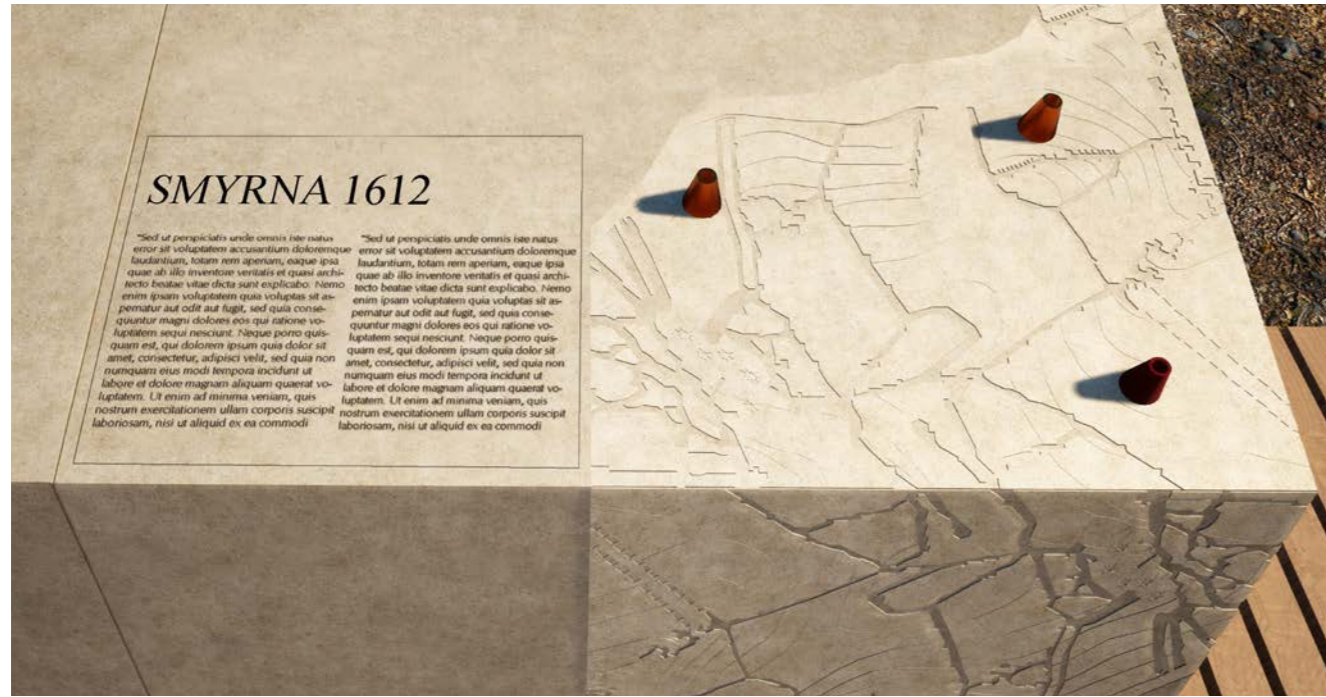 SMYRNA 1612
"Sed ut perspiciatis unde omnis iste natus
error sit voluptatem accusantium doloremque
laudantium, totam rem aperiam, eaque ipsa
quae ab illo inventore veritatis et quasi archi-
tecto beatae vitae dicta sunt explicabo. Nemo
enim ipsam voluptatem quia voluptas sit as-
pernatur aut odit aut fugit, sed quia conse-
quuntur magni dolores eos qui ratione vo-
luptatem sequi nesciunt. Neque porro quis-
quam est, qui dolorem ipsum quia dolor sit
amet, consectetur, adipisci velit, sed quia non
numquam eius modi tempora incidunt ut
labore et dolore magnam aliquam quaerat vo-
luptatem. Ut enim ad minima veniam, quis
nostrum exercitationem ullam corporis suscipit
laboriosam, nisi ut aliquid ex ea commodi
"Sed ut perspiciatis unde omnis iste natus
error sit voluptatem accusantium doloremque
laudantium, totam rem aperiam, eaque ipsa
quae ab illo inventore veritatis et quasi archi-
tecto beatae vitae dicta sunt explicabo. Nemo
enim ipsam voluptatem quia voluptas sit as-
pernatur aut odit aut fugit, sed quia conse-
quuntur magni dolores eos qui ratione vo-
luptatem sequi nesciunt. Neque porro quis-
quam est, qui dolorem ipsum quia dolor sit
amet, consectetur, adipisci velit, sed quia non
numquam eius modi tempora incidunt ut
labore et dolore magnam aliquam quaerat vo-
luptatem. Ut enim ad minima veniam, quis
nostrum exercitationem ullam corporis suscipit
laboriosam, nisi ut aliquid ex ea commodi